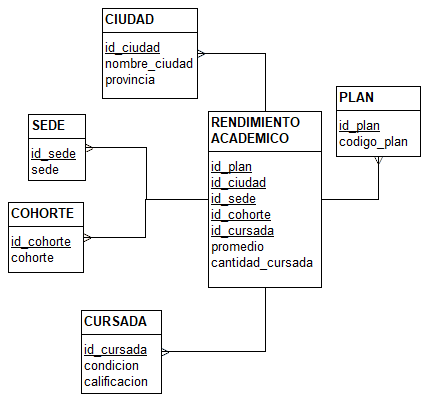 CIUDAD
id_ciudad
nombre_ciudad
provincia
PLAN
id_plan
codigo_plan
SEDE
id_sede
sede
RENDIMIENTO
ACADEMICO
id_plan
id_ciudad
id_sede
id_cohorte
id_cursada
promedio
cantidad_cursada
COHORTE
id_cohorte
cohorte
CURSADA
id_cursada
condicion
calificacion